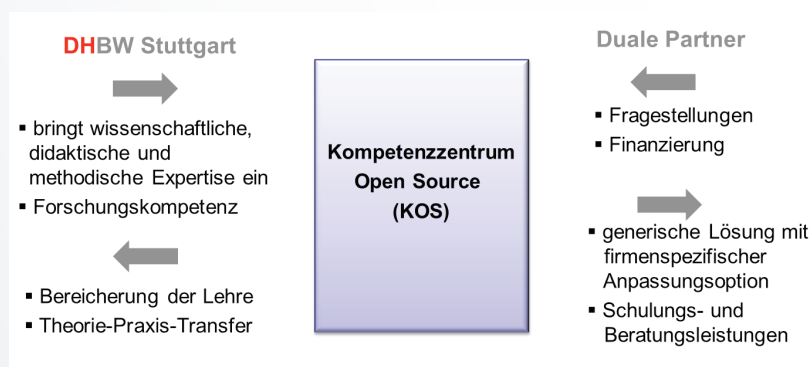 DHBW Stuttgart
▪ bringt wissenschaftliche,
didaktische und
methodische Expertise ein
▪ Forschungskompetenz
▪ Bereicherung der Lehre
▪ Theorie-Praxis-Transfer
Kompetenzzentrum
Open Source
(KOS)
Duale Partner
▪ Fragestellungen
▪ Finanzierung
▪ generische Lösung mit
firmenspezifischer
Anpassungsoption
▪ Schulungs- und
Beratungsleistungen